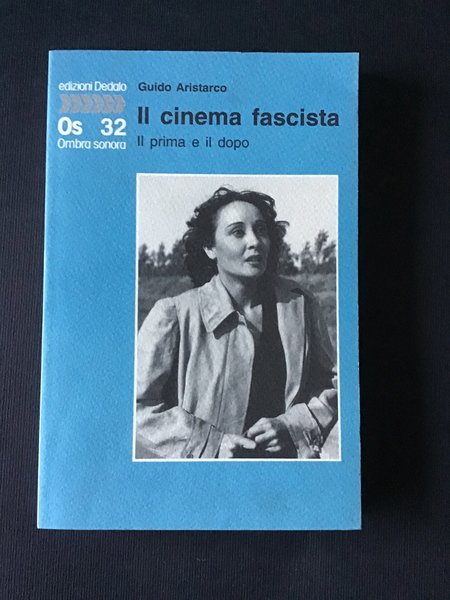 edizioni Dedalo
Os 32
Ombra sonora
Guido Aristarco
Il cinema fascista
Il prima e il dopo